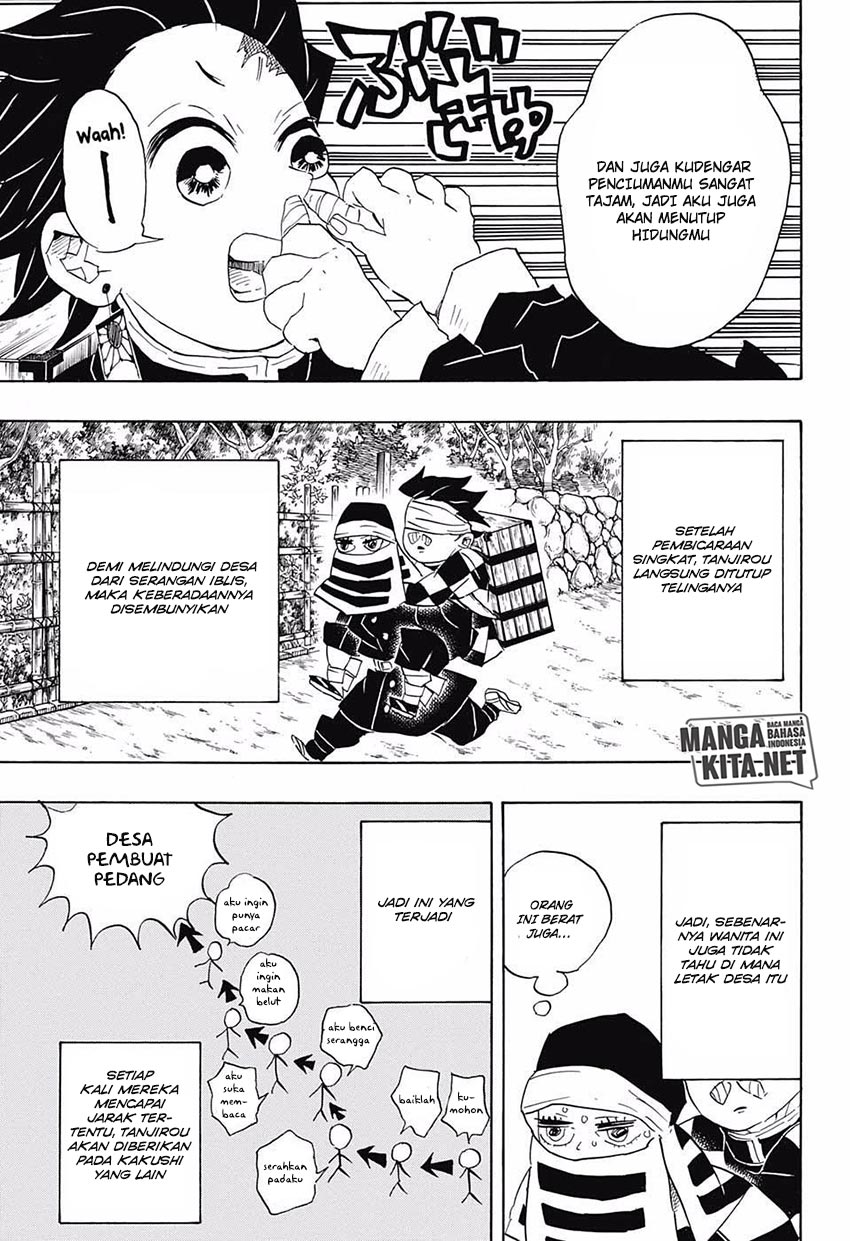 DAN JUGA KUDENGAR
PENCIUMANMU SANGAT
TAJAM, JADI AKU JUGA
AKAN MENUTUP
HIDUNGMU
ぶぎゅ
Waah!
SETELAH
PEMBICARAAN
SINGKAT, TANJIROU
LANGSUNG DITUTUP
TELINGANYA
DEMI MELINDUNGI DESA
DARI SERANGAN IBLIS,
MAKA KEBERADAANNYA
DISEMBUNYIKAN
MANGA
KITA.NET
BACA MANGA
BAHASA
INDONESIA
JADI, SEBENAR-
NYA WANITA INI
JUGA TIDAK
TAHU DI MANA
LETAK DESA ITU
ORANG
INI BERAT
JUGA...
JADI INI YANG
TERJADI
DESA
PEMBUAT
PEDANG
ku-
mohon
baiklah
serahkan
padaku
aku benci
serangga
aku
suka
mem-
baca
aku
ingin
makan
belut
aku ingin
punya
pacar
SETIAP
KALI MEREKA
MENCAPAI
JARAK TER-
TENTU, TANJIROU
AKAN DIBERIKAN
PADA KAKUSHI
YANG LAIN